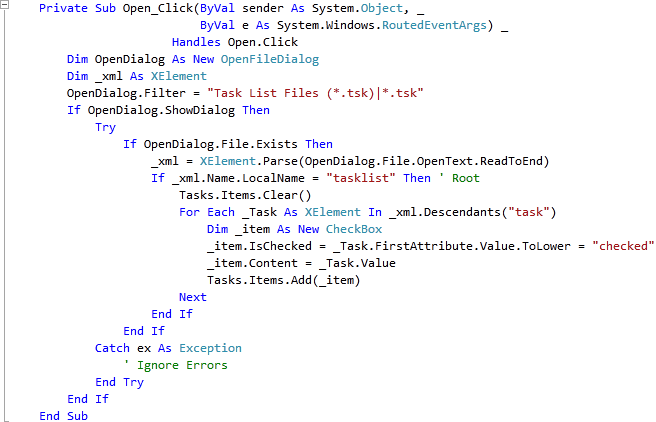 Private Sub Open_Click(ByVal sender As System.Object, _
ByVal e As System.Windows.RoutedEventArgs) _
Handles Open.Click
Dim OpenDialog As New OpenFileDialog
Dim _xml As XElement
OpenDialog.Filter = "Task List Files (*.tsk)|*.tsk"
If OpenDialog.ShowDialog Then
Try
If OpenDialog.File.Exists Then
_xml = XElement.Parse(OpenDialog.File.OpenText.ReadToEnd)
If _xml.Name.LocalName = "tasklist" Then ' Root
Tasks.Items.Clear()
For Each _Task As XElement In _xml.Descendants("task")
Dim _item As New CheckBox
_item.IsChecked = _Task.FirstAttribute.Value.ToLower = "checked"
_item.Content = _Task.Value
Tasks.Items.Add(_item)
Next
End If
End If
Catch ex As Exception
' Ignore Errors
End Try
End If
End Sub